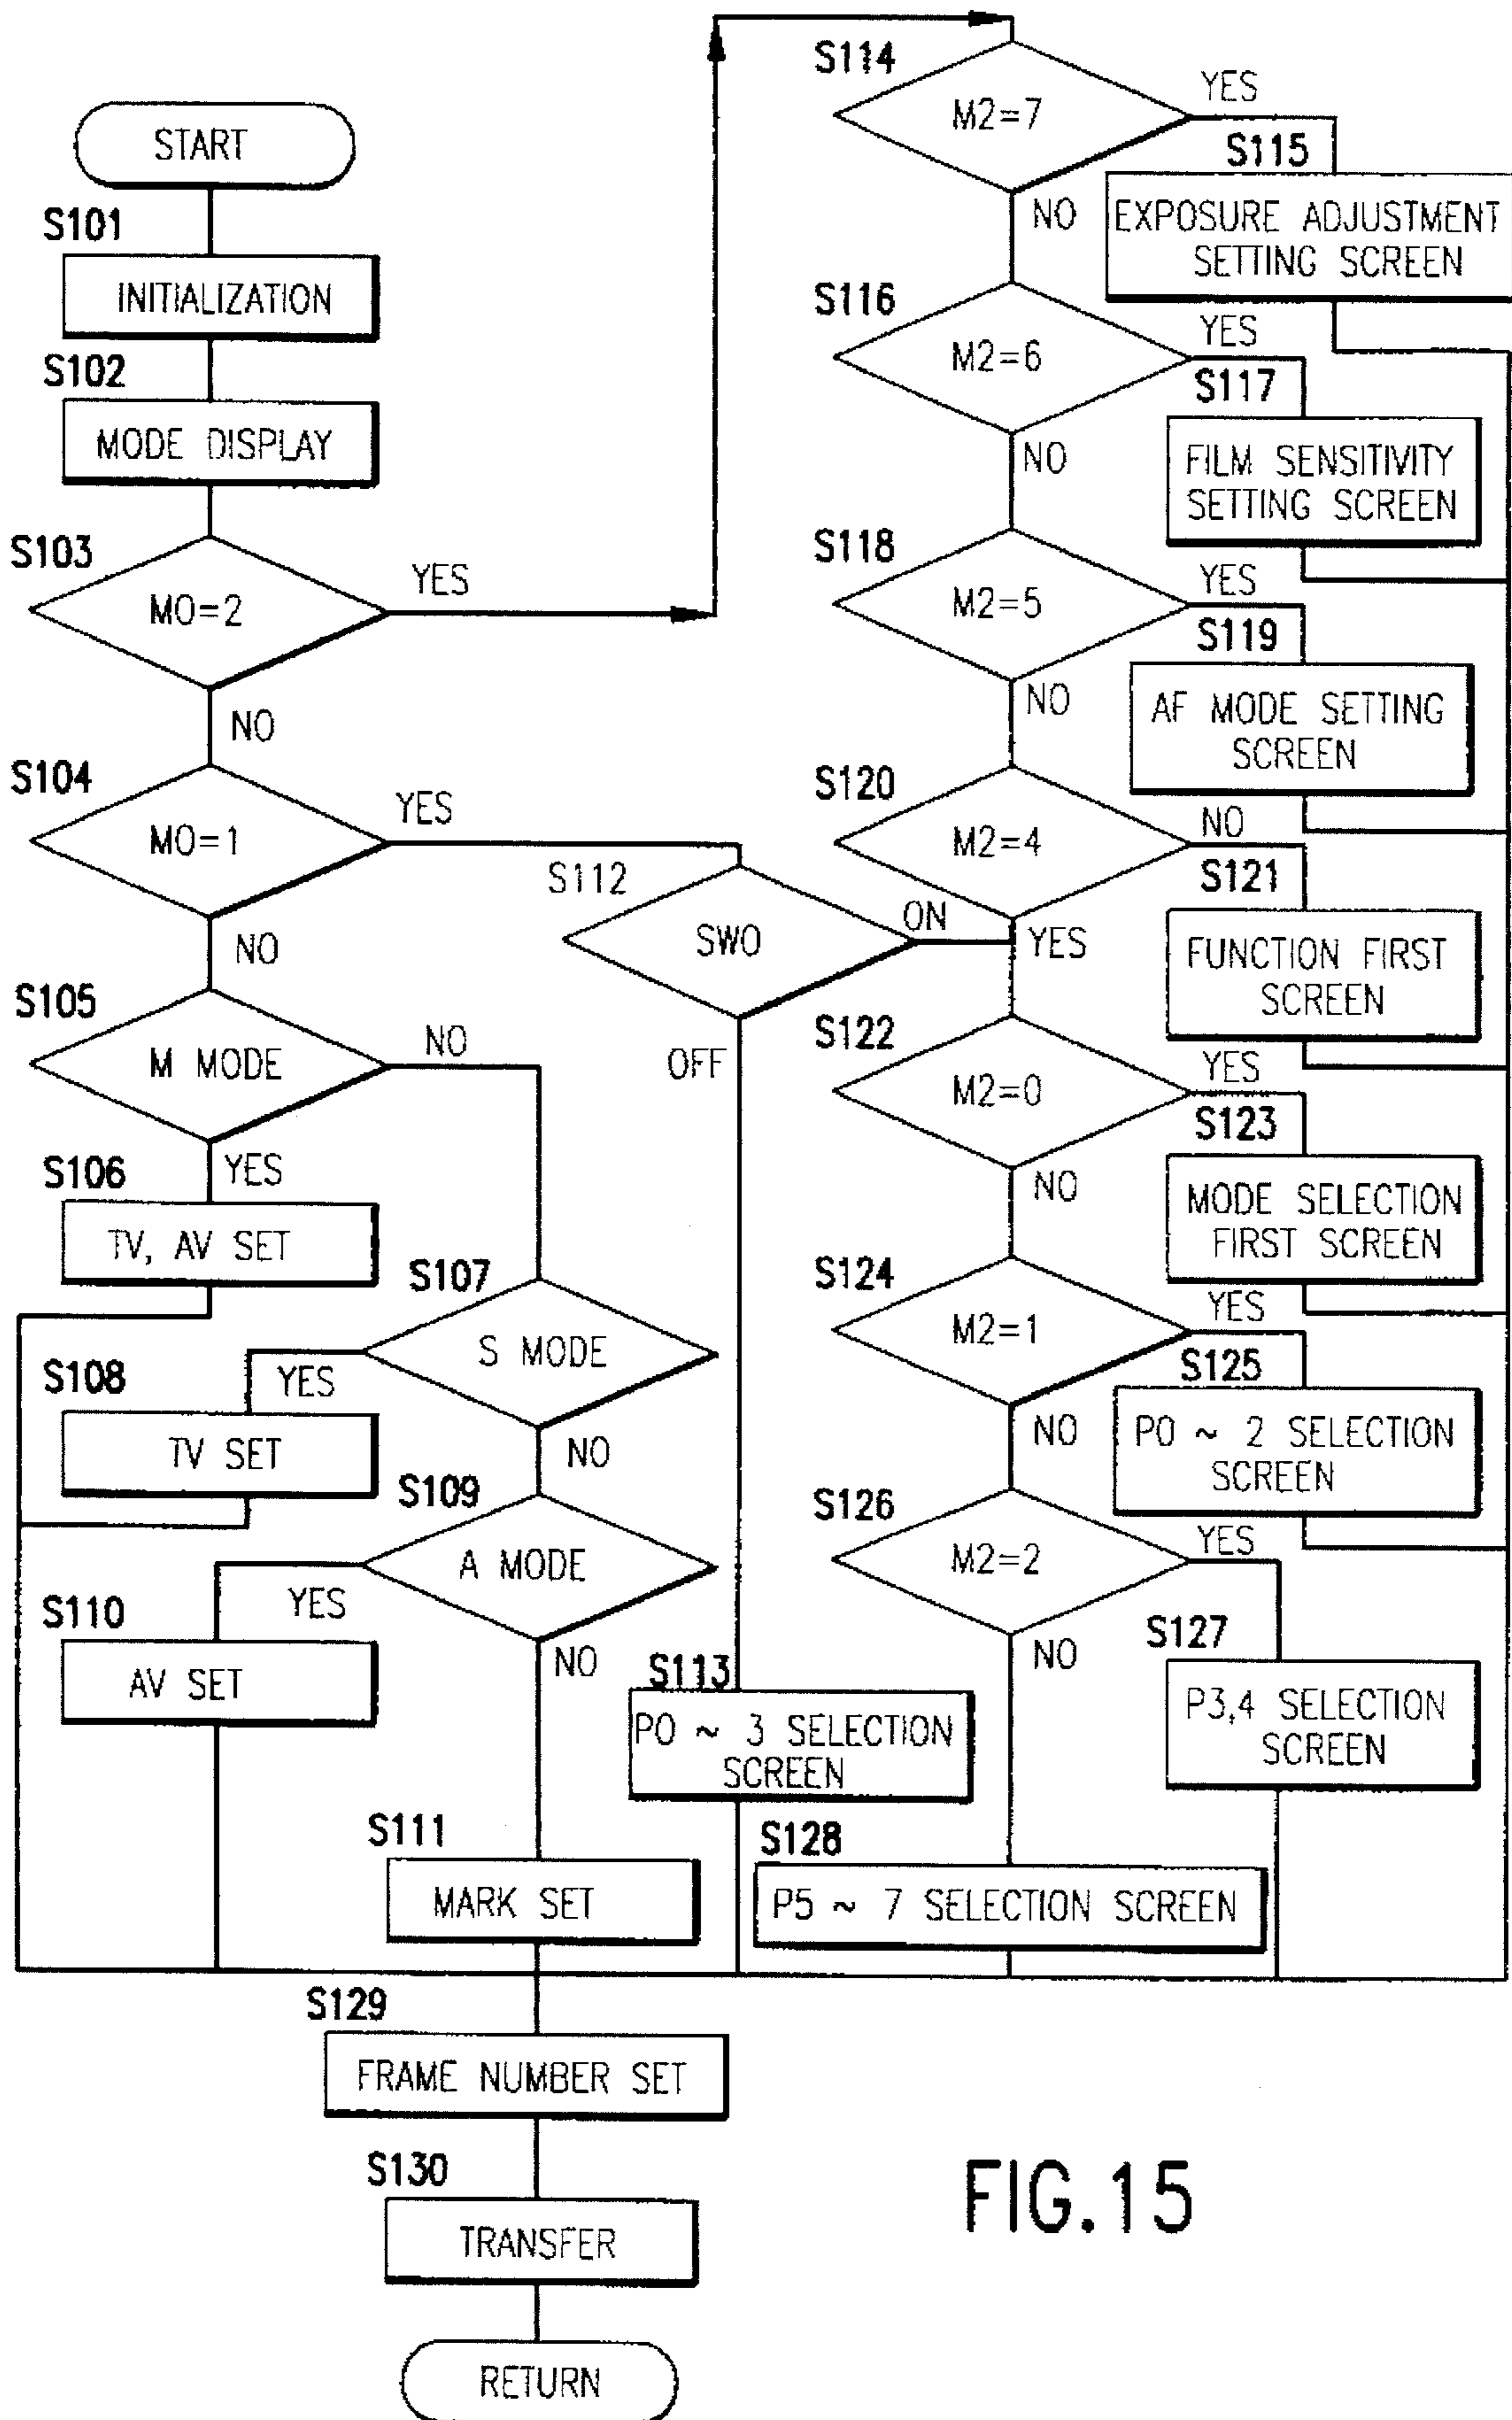 START
S101
INITIALIZATION
S102
MODE DISPLAY
S103
M0=2
YES
NO
S104
M0=1
YES
NO
S105
M MODE
NO
YES
S106
TV, AV SET
S107
S MODE
YES
NO
S108
TV SET
S109
A MODE
YES
NO
S110
AV SET
S111
MARK SET
S112
SW0
ON
OFF
S113
P0 ~ 3 SELECTION
SCREEN
S114
M2=7
YES
NO
S115
EXPOSURE ADJUSTMENT
SETTING SCREEN
S116
M2=6
YES
NO
S117
FILM SENSITIVITY
SETTING SCREEN
S118
M2=5
YES
NO
S119
AF MODE SETTING
SCREEN
S120
M2=4
NO
YES
S121
FUNCTION FIRST
SCREEN
S122
M2=0
YES
NO
S123
MODE SELECTION
FIRST SCREEN
S124
M2=1
YES
NO
S125
P0 ~ 2 SELECTION
SCREEN
S126
M2=2
YES
NO
S127
P3,4 SELECTION
SCREEN
S128
P5 ~ 7 SELECTION SCREEN
S129
FRAME NUMBER SET
S130
TRANSFER
RETURN
FIG.15